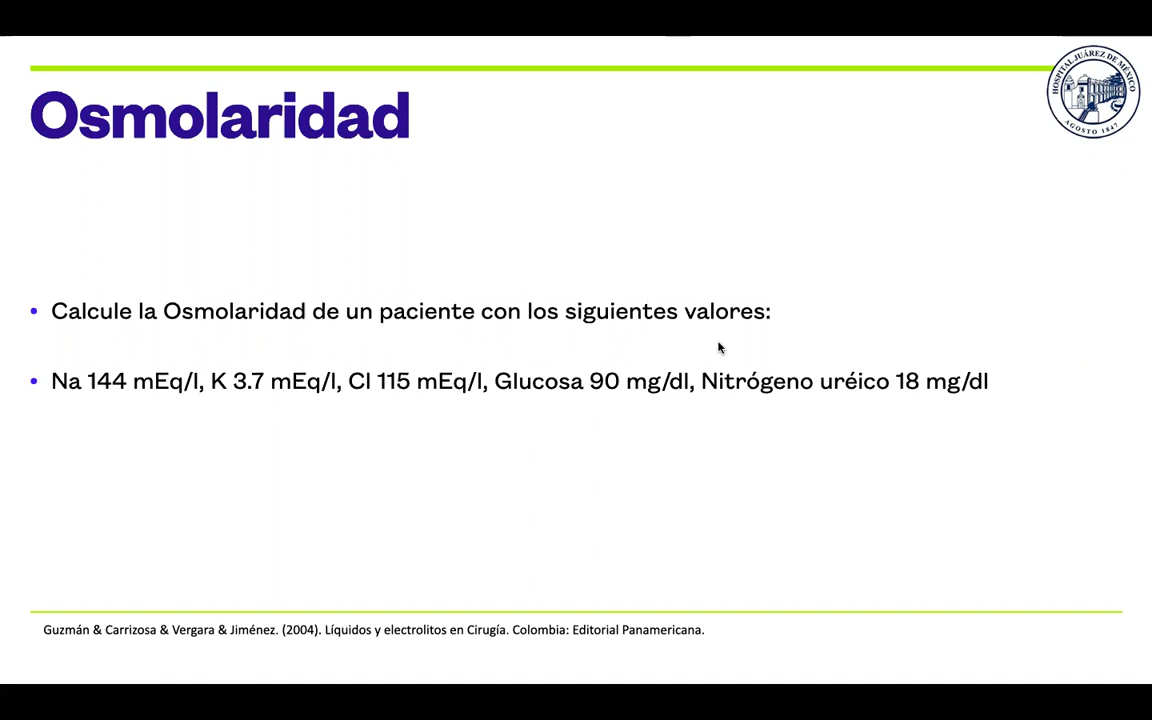 HOSPITAL JUÁREZ DE MÉXICO
AGOSTO 1847
Osmolaridad
• Calcule la Osmolaridad de un paciente con los siguientes valores:
• Na 144 mEq/l, K 3.7 mEq/l, Cl 115 mEq/l, Glucosa 90 mg/dl, Nitrógeno uréico 18 mg/dl
Guzmán & Carrizosa & Vergara & Jiménez. (2004). Líquidos y electrolitos en Cirugía. Colombia: Editorial Panamericana.